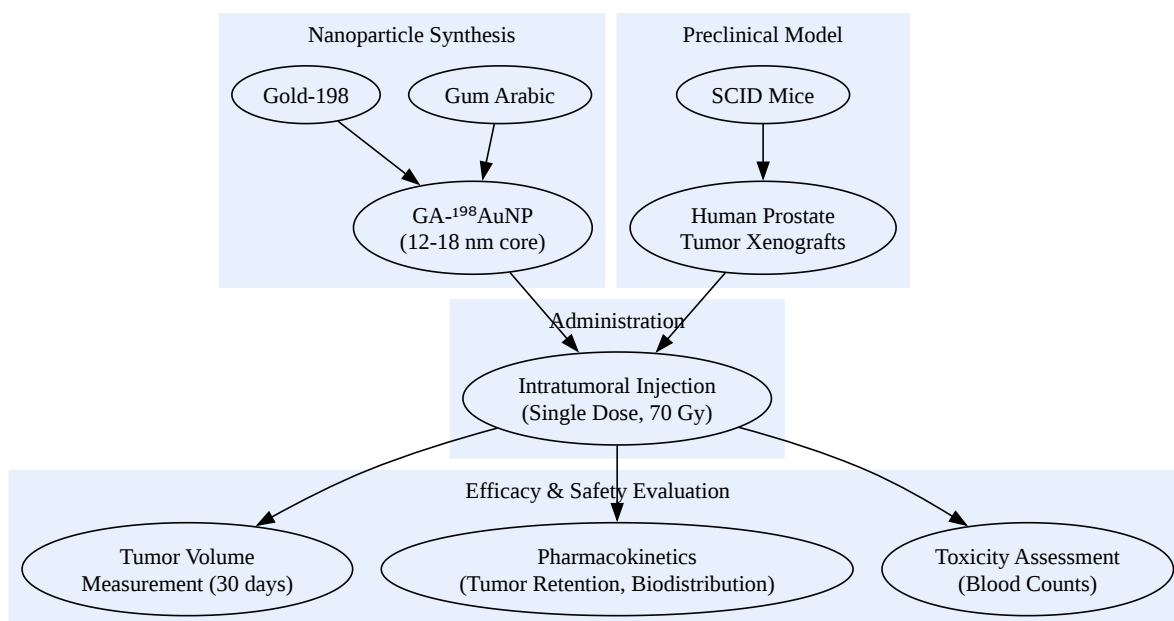 Nanoparticle Synthesis
Preclinical Model
Gold-198
Gum Arabic
SCID Mice
GA-¹⁹⁸AuNP
(12-18 nm core)
Human Prostate
Tumor Xenografts
Administration
Intratumoral Injection
(Single Dose, 70 Gy)
Efficacy & Safety Evaluation
Tumor Volume
Measurement (30 days)
Pharmacokinetics
(Tumor Retention, Biodistribution)
Toxicity Assessment
(Blood Counts)